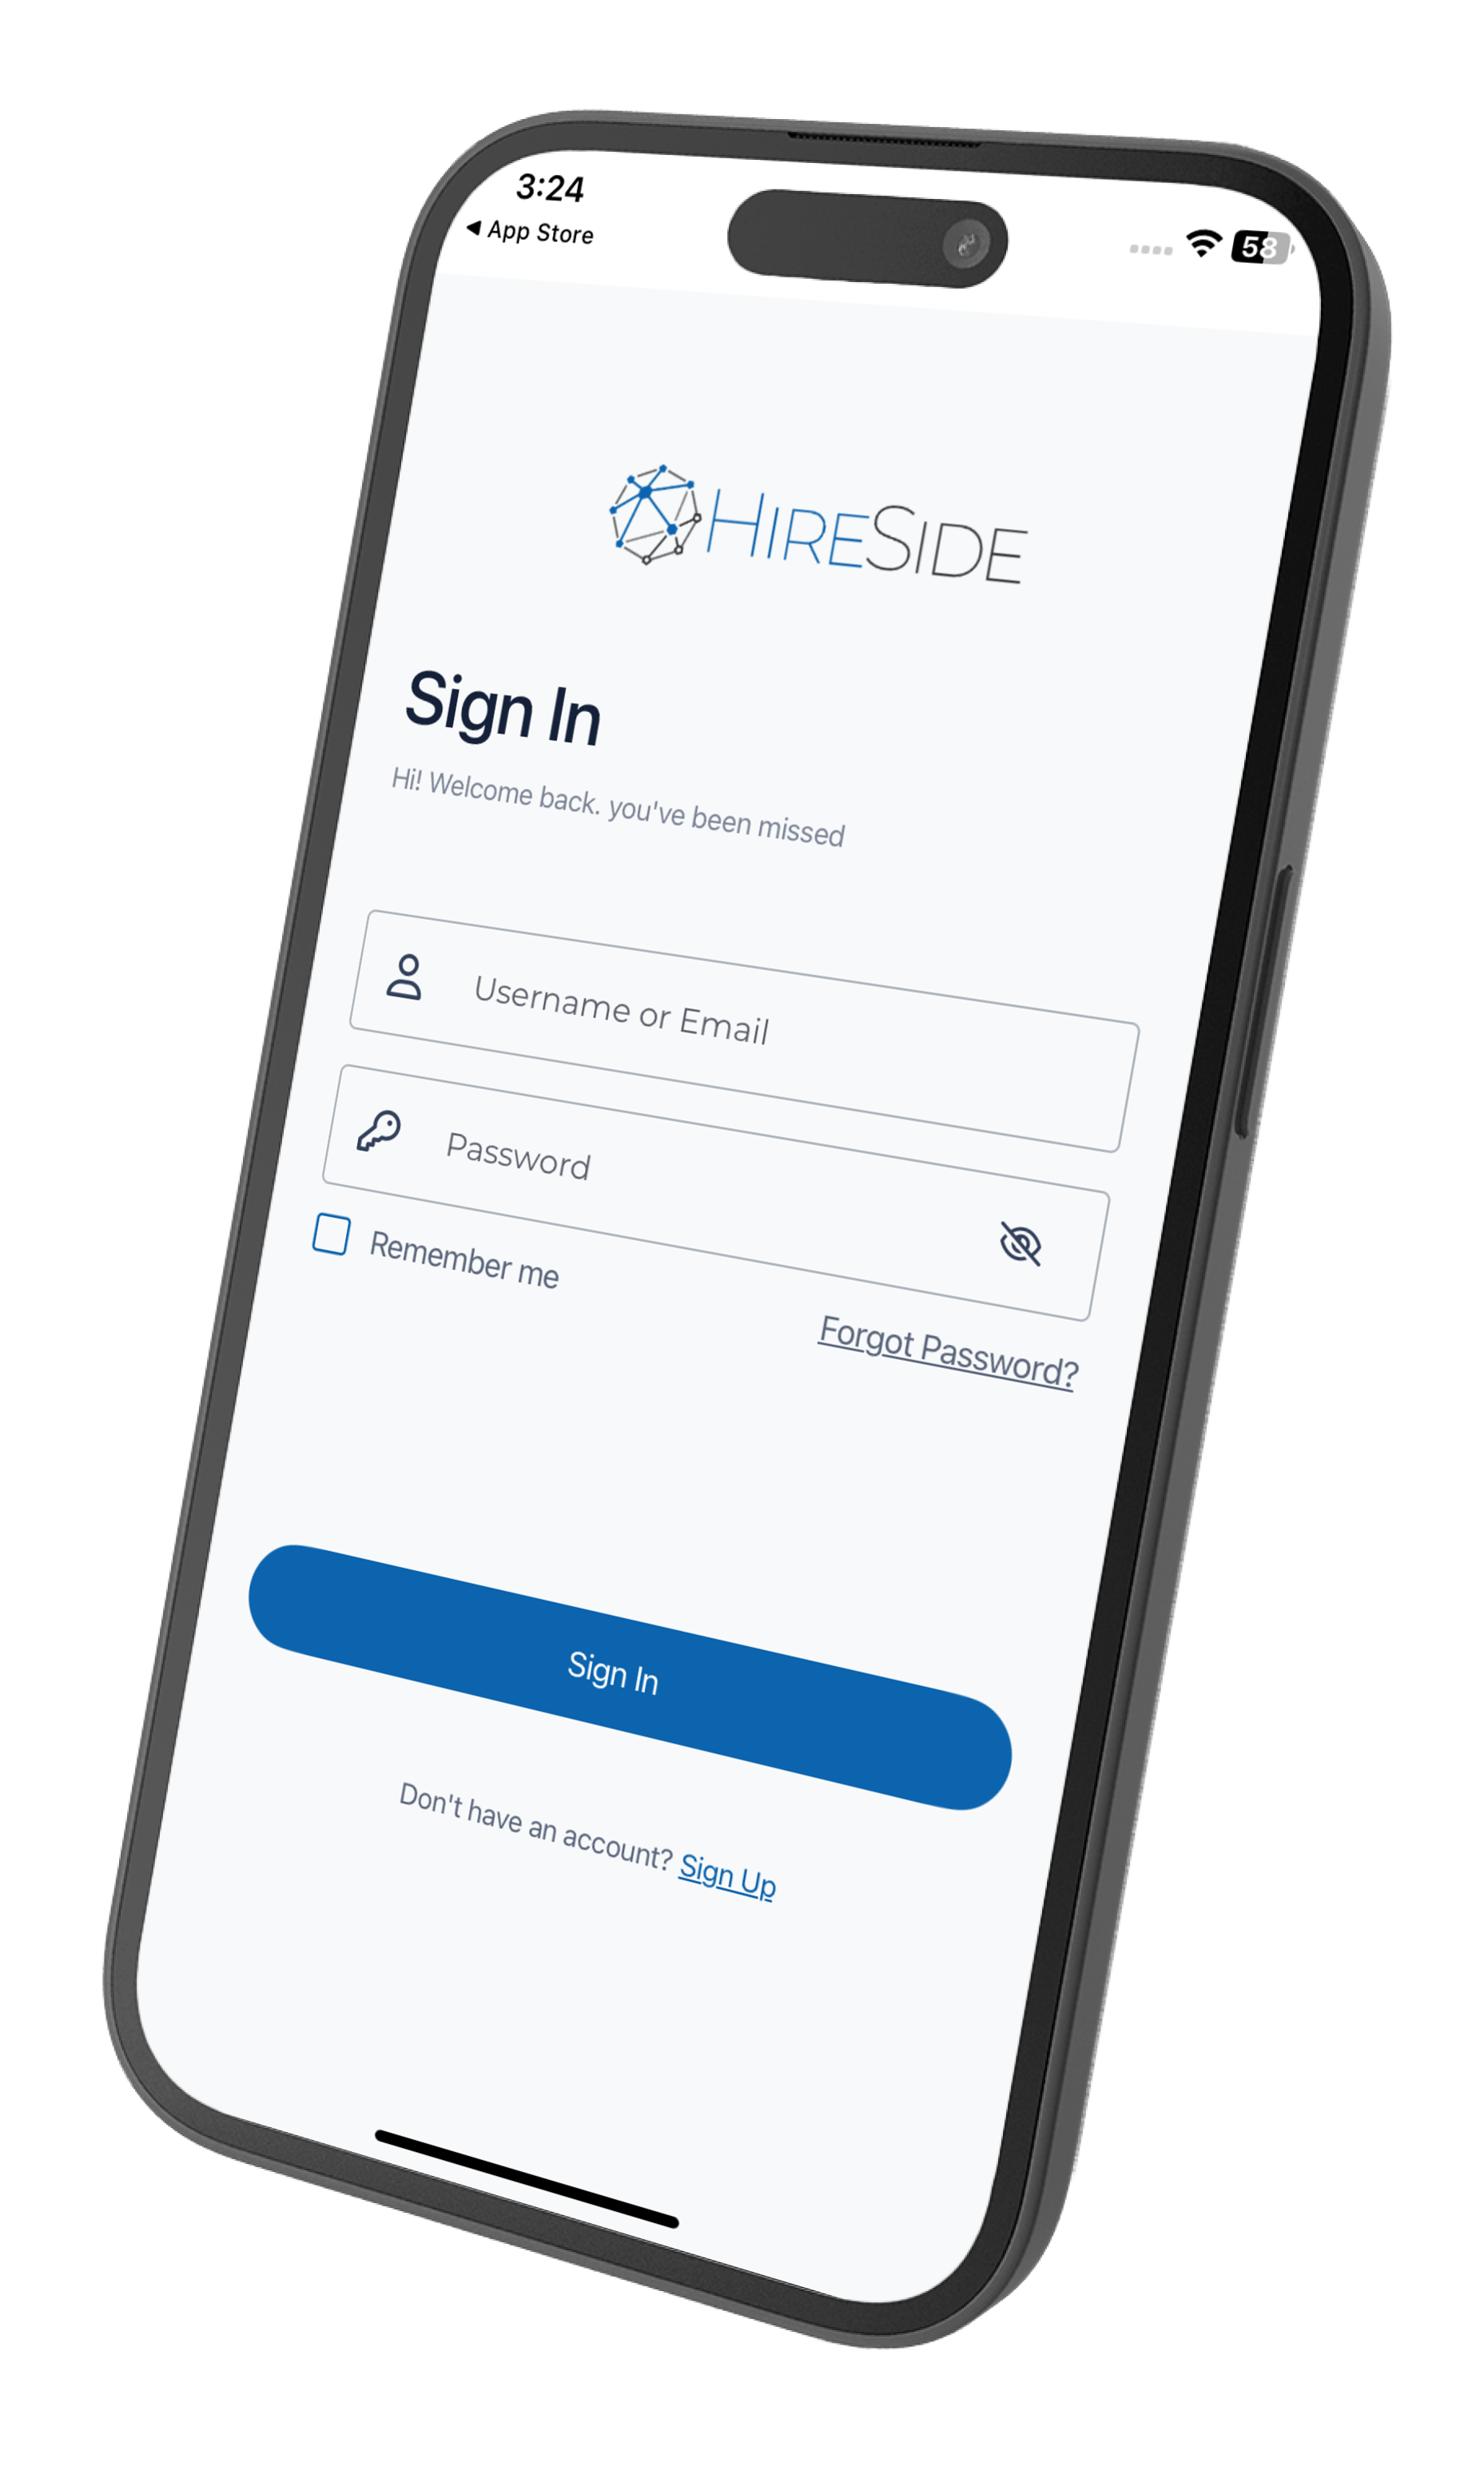 3:24
App Store
58
HIRESIDE
Sign In
Hi! Welcome back. you've been missed
Username or Email
Password
Remember me
Forgot Password?
Sign In
Don't have an account? Sign Up